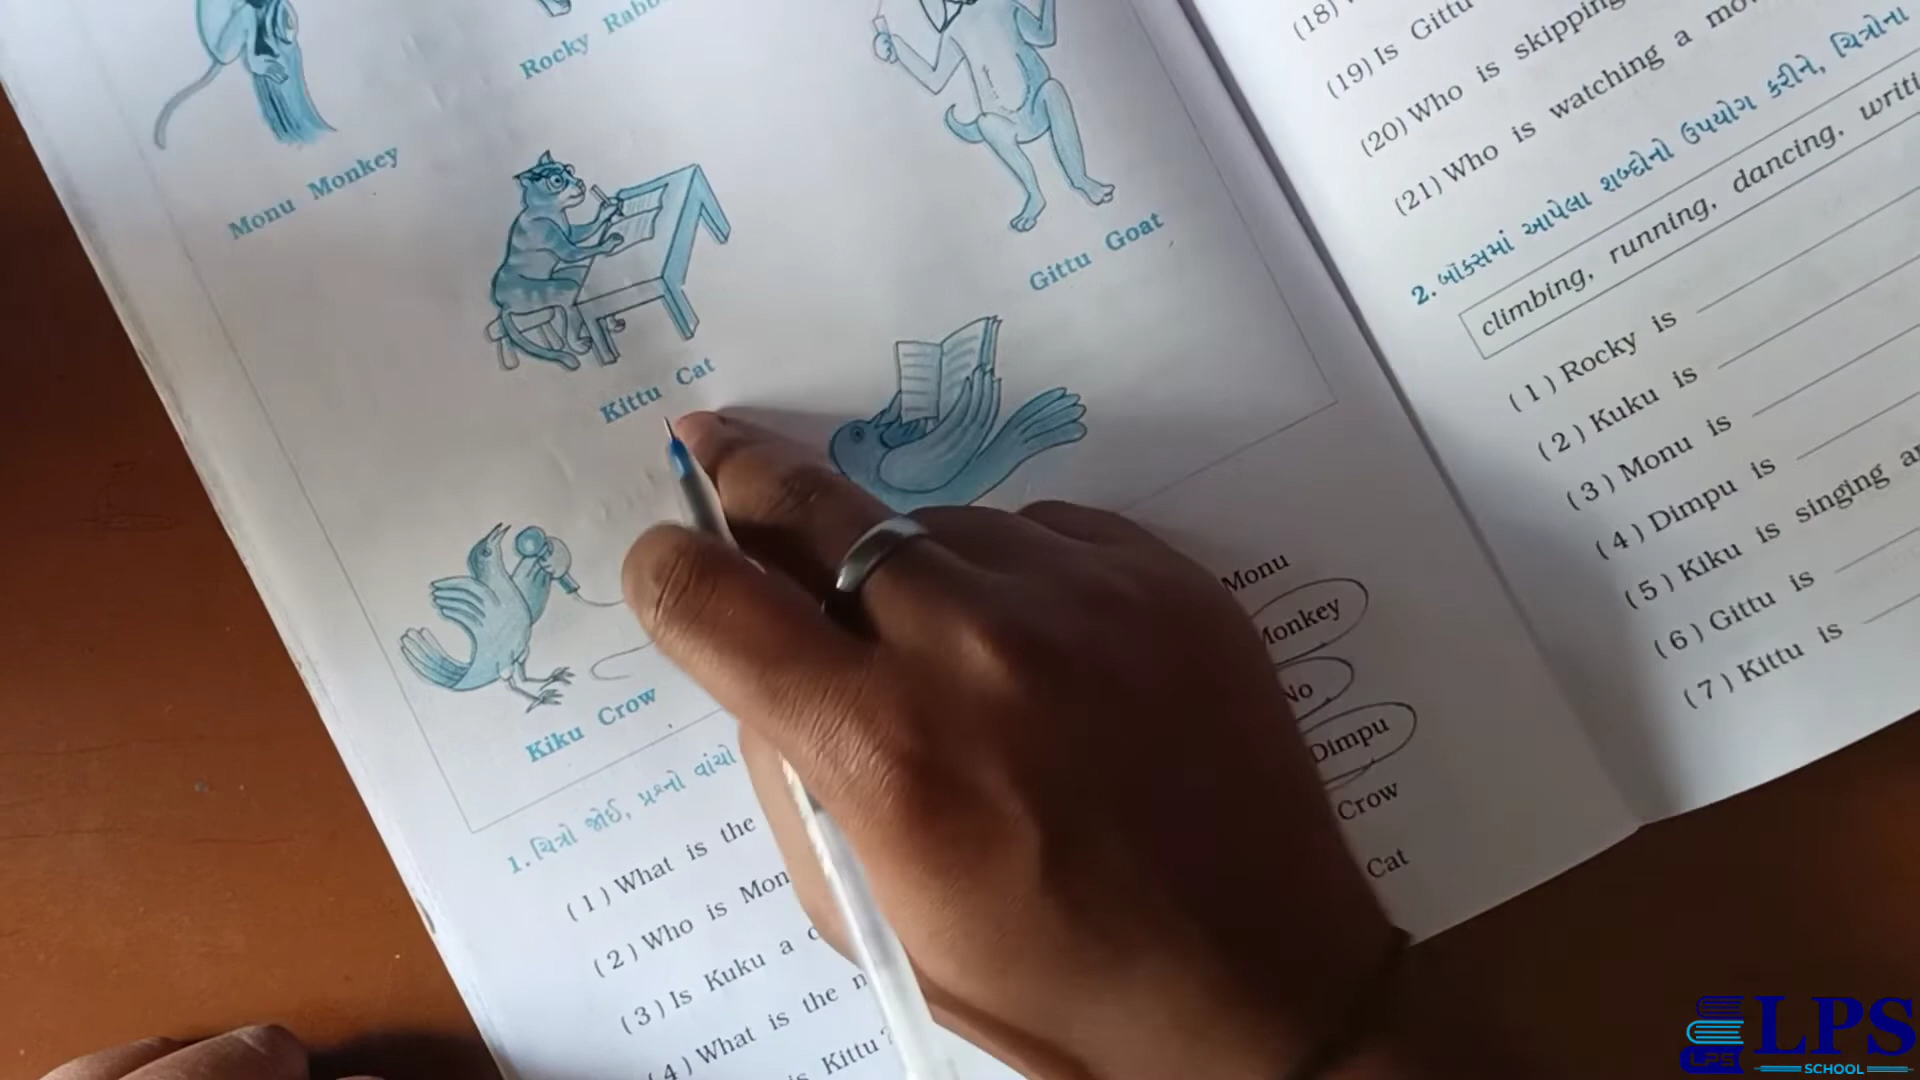 Rocky
Monu Monkey
Kittu Cat
Gittu Goat
Kiku Crow
1. ચિત્રો જોઈ, પ્રશ્નો વાંચો
(1) What is the
(2) Who is
(3) Is Kuku a
(4) What is the
Kittu ?
Monu
Monkey
No
Dimpu
Crow
Cat
(18)
(19) Is Gittu
(20) Who is skipping
(21) Who is watching a
2. બૉક્સમાં આપેલા શબ્દોનો ઉપયોગ કરીને, ચિત્રોના
climbing, running, dancing,
(1) Rocky is
(2) Kuku is
(3) Monu is
(4) Dimpu is
(5) Kiku is singing
(6) Gittu is
(7) Kittu is
LPS
LPS
SCHOOL